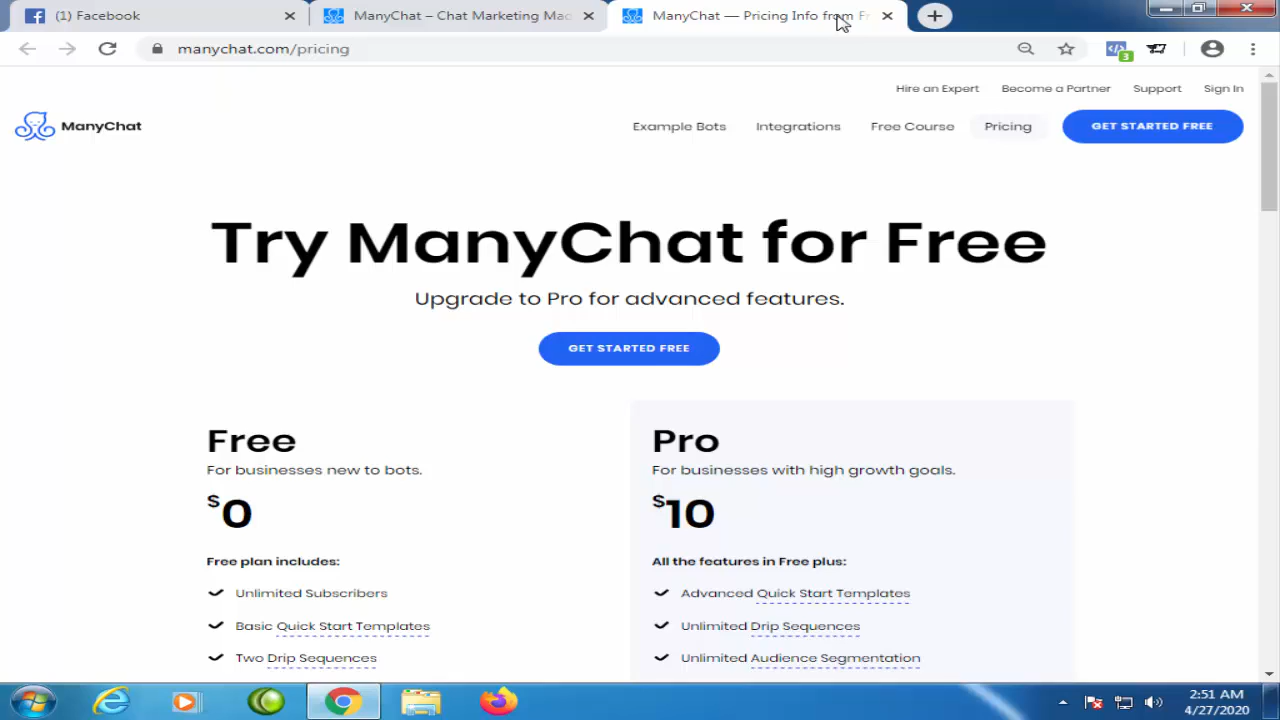 (1) Facebook
ManyChat – Chat Marketing Mad
ManyChat — Pricing Info from Fr
manychat.com/pricing
3
Hire an Expert Become a Partner Support Sign In
ManyChat
Example Bots Integrations Free Course Pricing GET STARTED FREE
Try ManyChat for Free
Upgrade to Pro for advanced features.
GET STARTED FREE
Free
For businesses new to bots.
$0
Free plan includes:
Unlimited Subscribers
Basic Quick Start Templates
Two Drip Sequences
Pro
For businesses with high growth goals.
$10
All the features in Free plus:
Advanced Quick Start Templates
Unlimited Drip Sequences
Unlimited Audience Segmentation
2:51 AM
4/27/2020